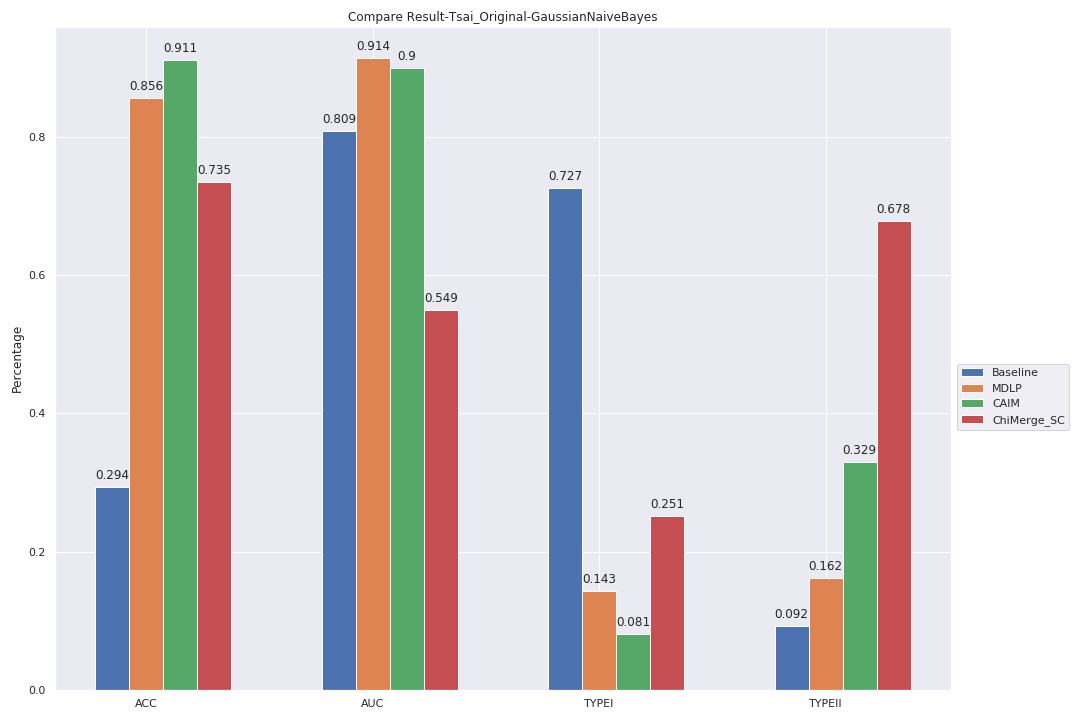 Compare Result-Tsai_Original-GaussianNaiveBayes
Percentage
0.8
0.6
0.4
0.2
0.0
0.294
0.856
0.911
0.735
0.809
0.914
0.9
0.549
0.727
0.143
0.081
0.251
0.092
0.162
0.329
0.678
ACC
AUC
TYPEI
TYPEII
Baseline
MDLP
CAIM
ChiMerge_SC